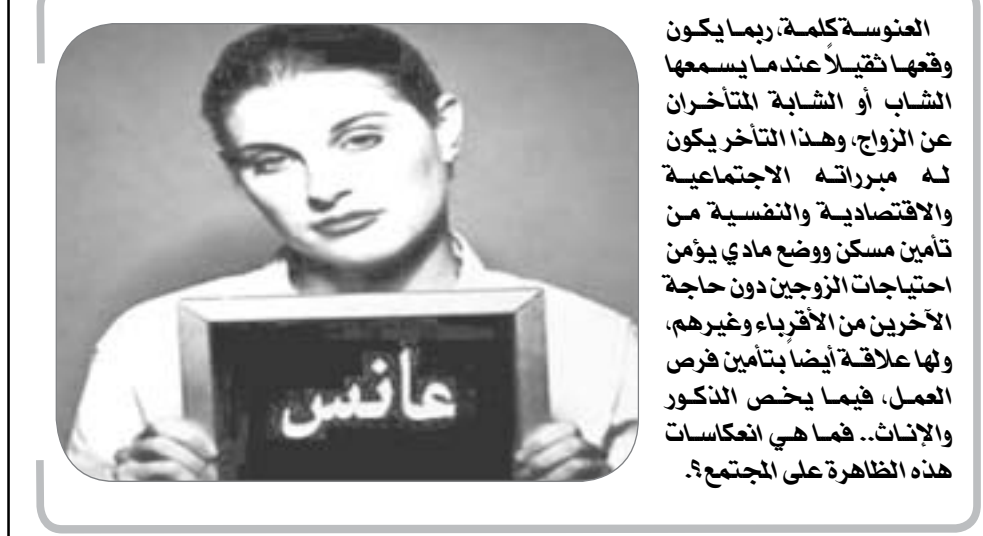 العنوسة كلمة، ربما يكون
وقعها ثقيلاً عندما يسمعها
الشاب أو الشابة المتأخران
عن الزواج، وهذا التأخر يكون
له مبرراته الاجتماعية
والاقتصادية والنفسية من
تأمين مسكن ووضع مادي يؤمن
احتياجات الزوجين دون حاجة
الآخرين من الأقرباء وغيرهم،
ولها علاقة أيضاً بتأمين فرص
العمل، فيما يخص الذكور
والإناث.. فما هي انعكاسات
هذه الظاهرة على المجتمع؟.
عانس